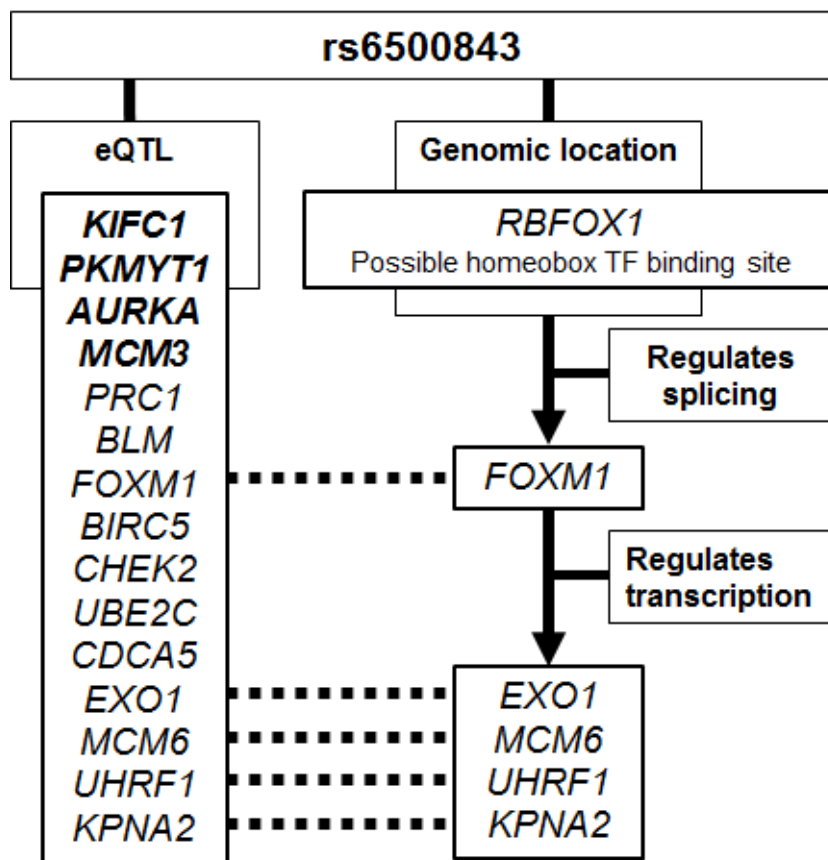 rs6500843
eQTL
KIFC1
PKMYT1
AURKA
MCM3
PRC1
BLM
FOXM1
BIRC5
CHEK2
UBE2C
CDCA5
EXO1
MCM6
UHRF1
KPNA2
Genomic location
RBFOX1
Possible homeobox TF binding site
Regulates
splicing
FOXM1
Regulates
transcription
EXO1
MCM6
UHRF1
KPNA2